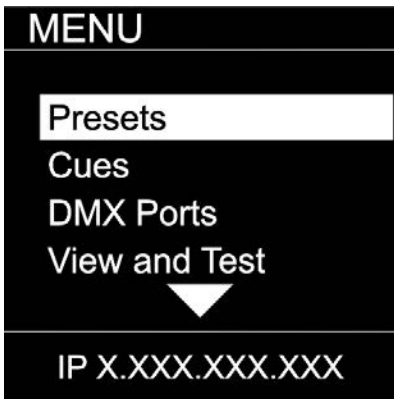 MENU
Presets
Cues
DMX Ports
View and Test
IP X.XXX.XXX.XXX